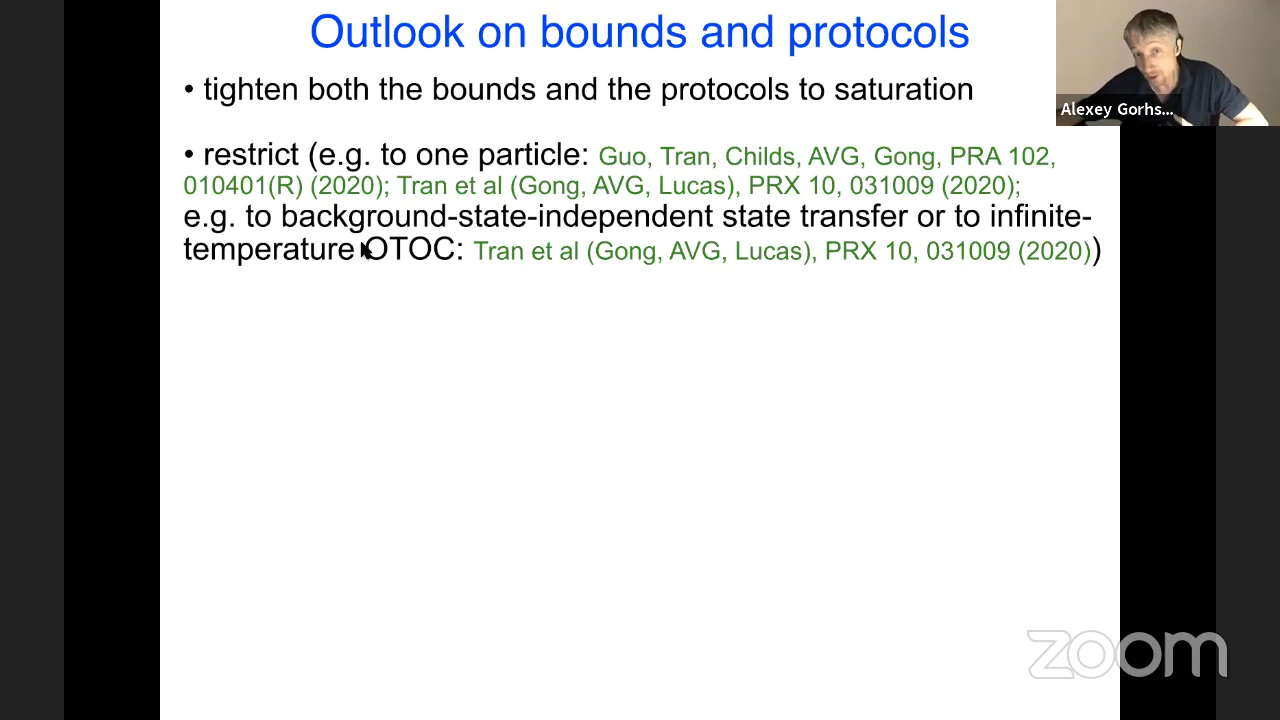 Outlook on bounds and protocols
• tighten both the bounds and the protocols to saturation
• restrict (e.g. to one particle: Guo, Tran, Childs, AVG, Gong, PRA 102,
010401(R) (2020); Tran et al (Gong, AVG, Lucas), PRX 10, 031009 (2020);
e.g. to background-state-independent state transfer or to infinite-
temperature OTOC: Tran et al (Gong, AVG, Lucas), PRX 10, 031009 (2020))
Alexey Gorhs...
zoom